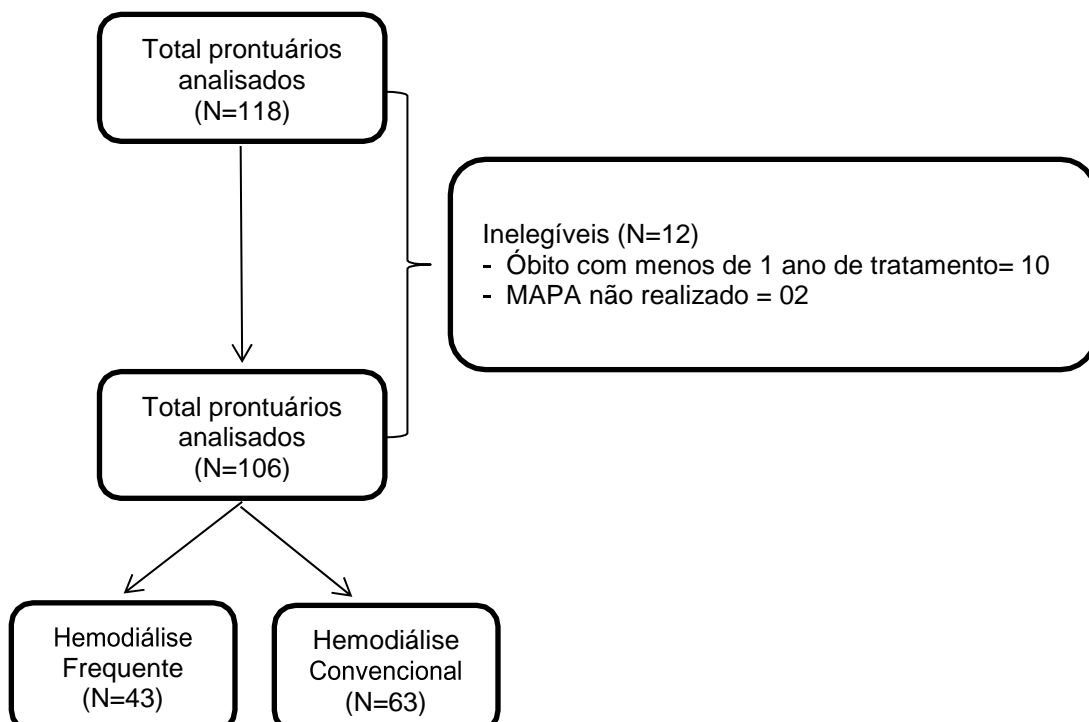 Total prontuários
analisados
(N=118)
Inelegíveis (N=12)
- Óbito com menos de 1 ano de tratamento= 10
- MAPA não realizado = 02
Total prontuários
analisados
(N=106)
Hemodiálise
Frequente
(N=43)
Hemodiálise
Convencional
(N=63)